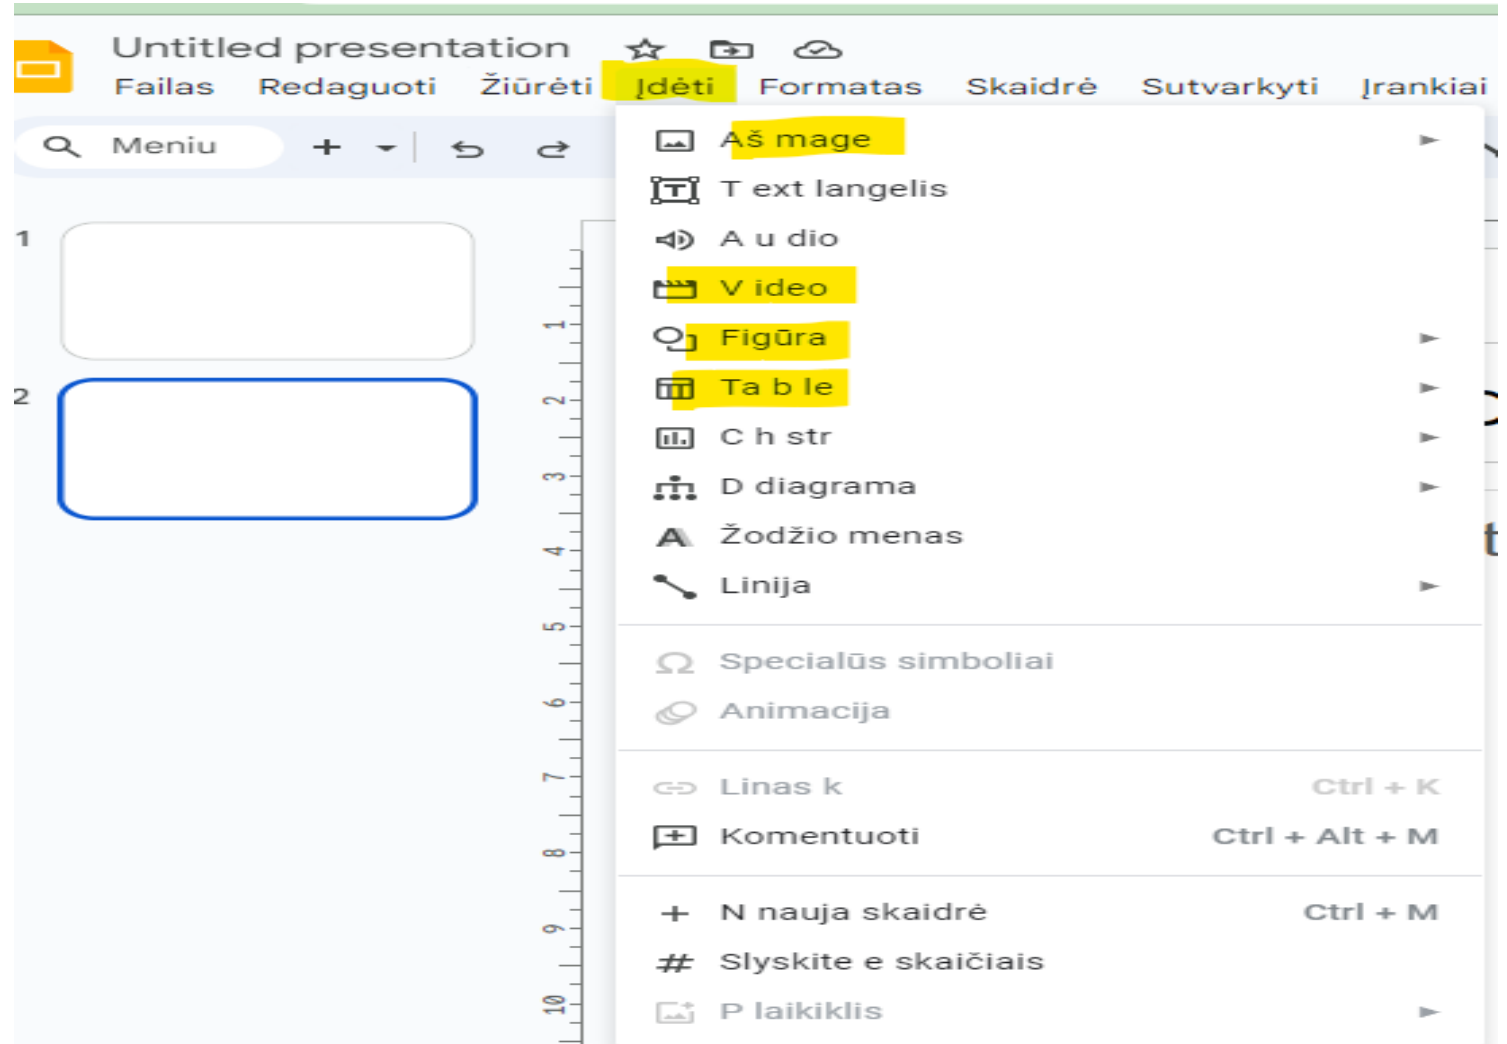 Untitled presentation
Failas Redaguoti Žiūrėti Įdėti Formatas Skaidrė Sutvarkyti Įrankiai
Meniu
Aš mage
T ext langelis
A u dio
V ideo
Figūra
Ta b le
C h str
D diagrama
Žodžio menas
Linija
Specialūs simboliai
Animacija
Linas k Ctrl + K
Komentuoti Ctrl + Alt + M
N nauja skaidrė Ctrl + M
Slyskite e skaičiais
P laikiklis
1
2
1
2
3
4
5
6
7
8
9
10